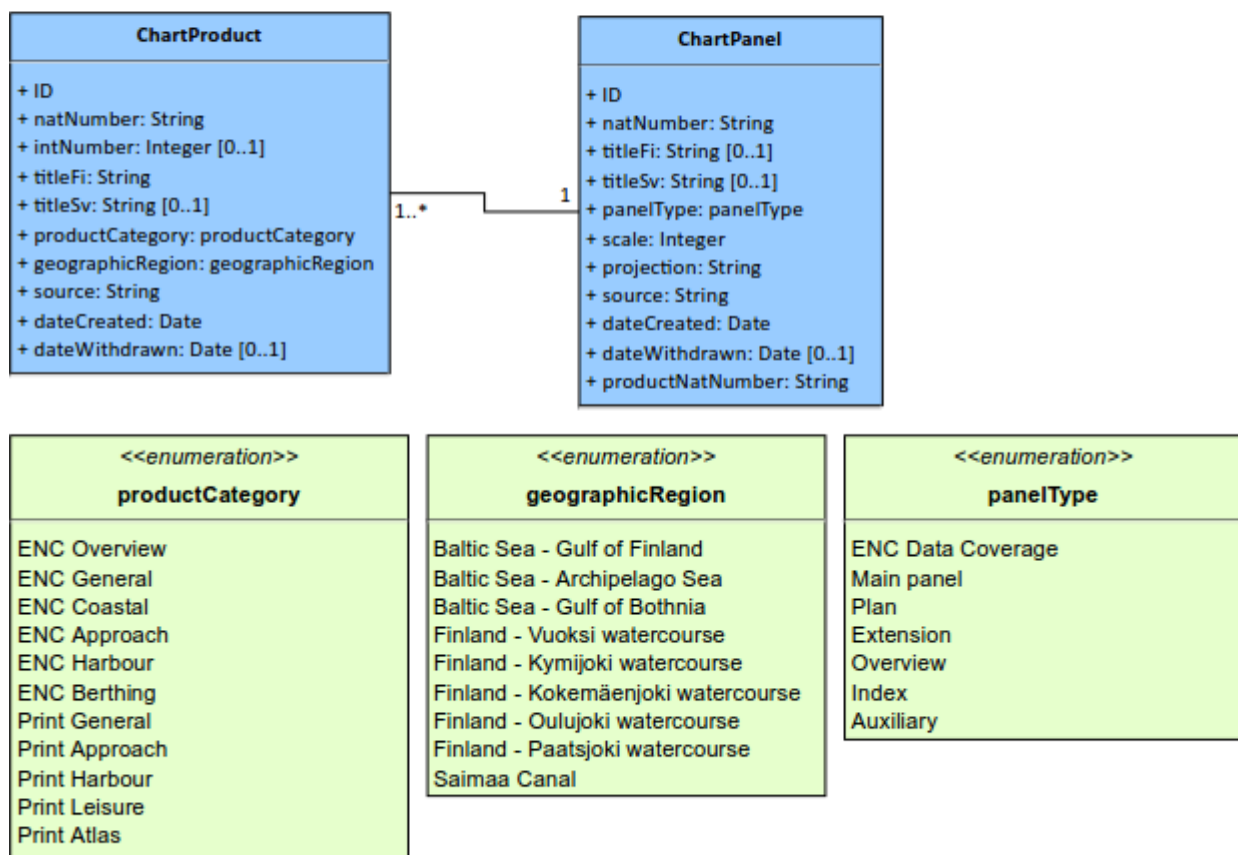 ChartProduct
+ ID
+ natNumber: String
+ intNumber: Integer [0..1]
+ titleFi: String
+ titleSv: String [0..1]
+ productCategory: productCategory
+ geographicRegion: geographicRegion
+ source: String
+ dateCreated: Date
+ dateWithdrawn: Date [0..1]
1..*
1
ChartPanel
+ ID
+ natNumber: String
+ titleFi: String [0..1]
+ titleSv: String [0..1]
+ panelType: panelType
+ scale: Integer
+ projection: String
+ source: String
+ dateCreated: Date
+ dateWithdrawn: Date [0..1]
+ productNatNumber: String
<<enumeration>>
productCategory
ENC Overview
ENC General
ENC Coastal
ENC Approach
ENC Harbour
ENC Berthing
Print General
Print Approach
Print Harbour
Print Leisure
Print Atlas
<<enumeration>>
geographicRegion
Baltic Sea - Gulf of Finland
Baltic Sea - Archipelago Sea
Baltic Sea - Gulf of Bothnia
Finland - Vuoksi watercourse
Finland - Kymijoki watercourse
Finland - Kokemäenjoki watercourse
Finland - Oulujoki watercourse
Finland - Paatsjoki watercourse
Saimaa Canal
<<enumeration>>
panelType
ENC Data Coverage
Main panel
Plan
Extension
Overview
Index
Auxiliary